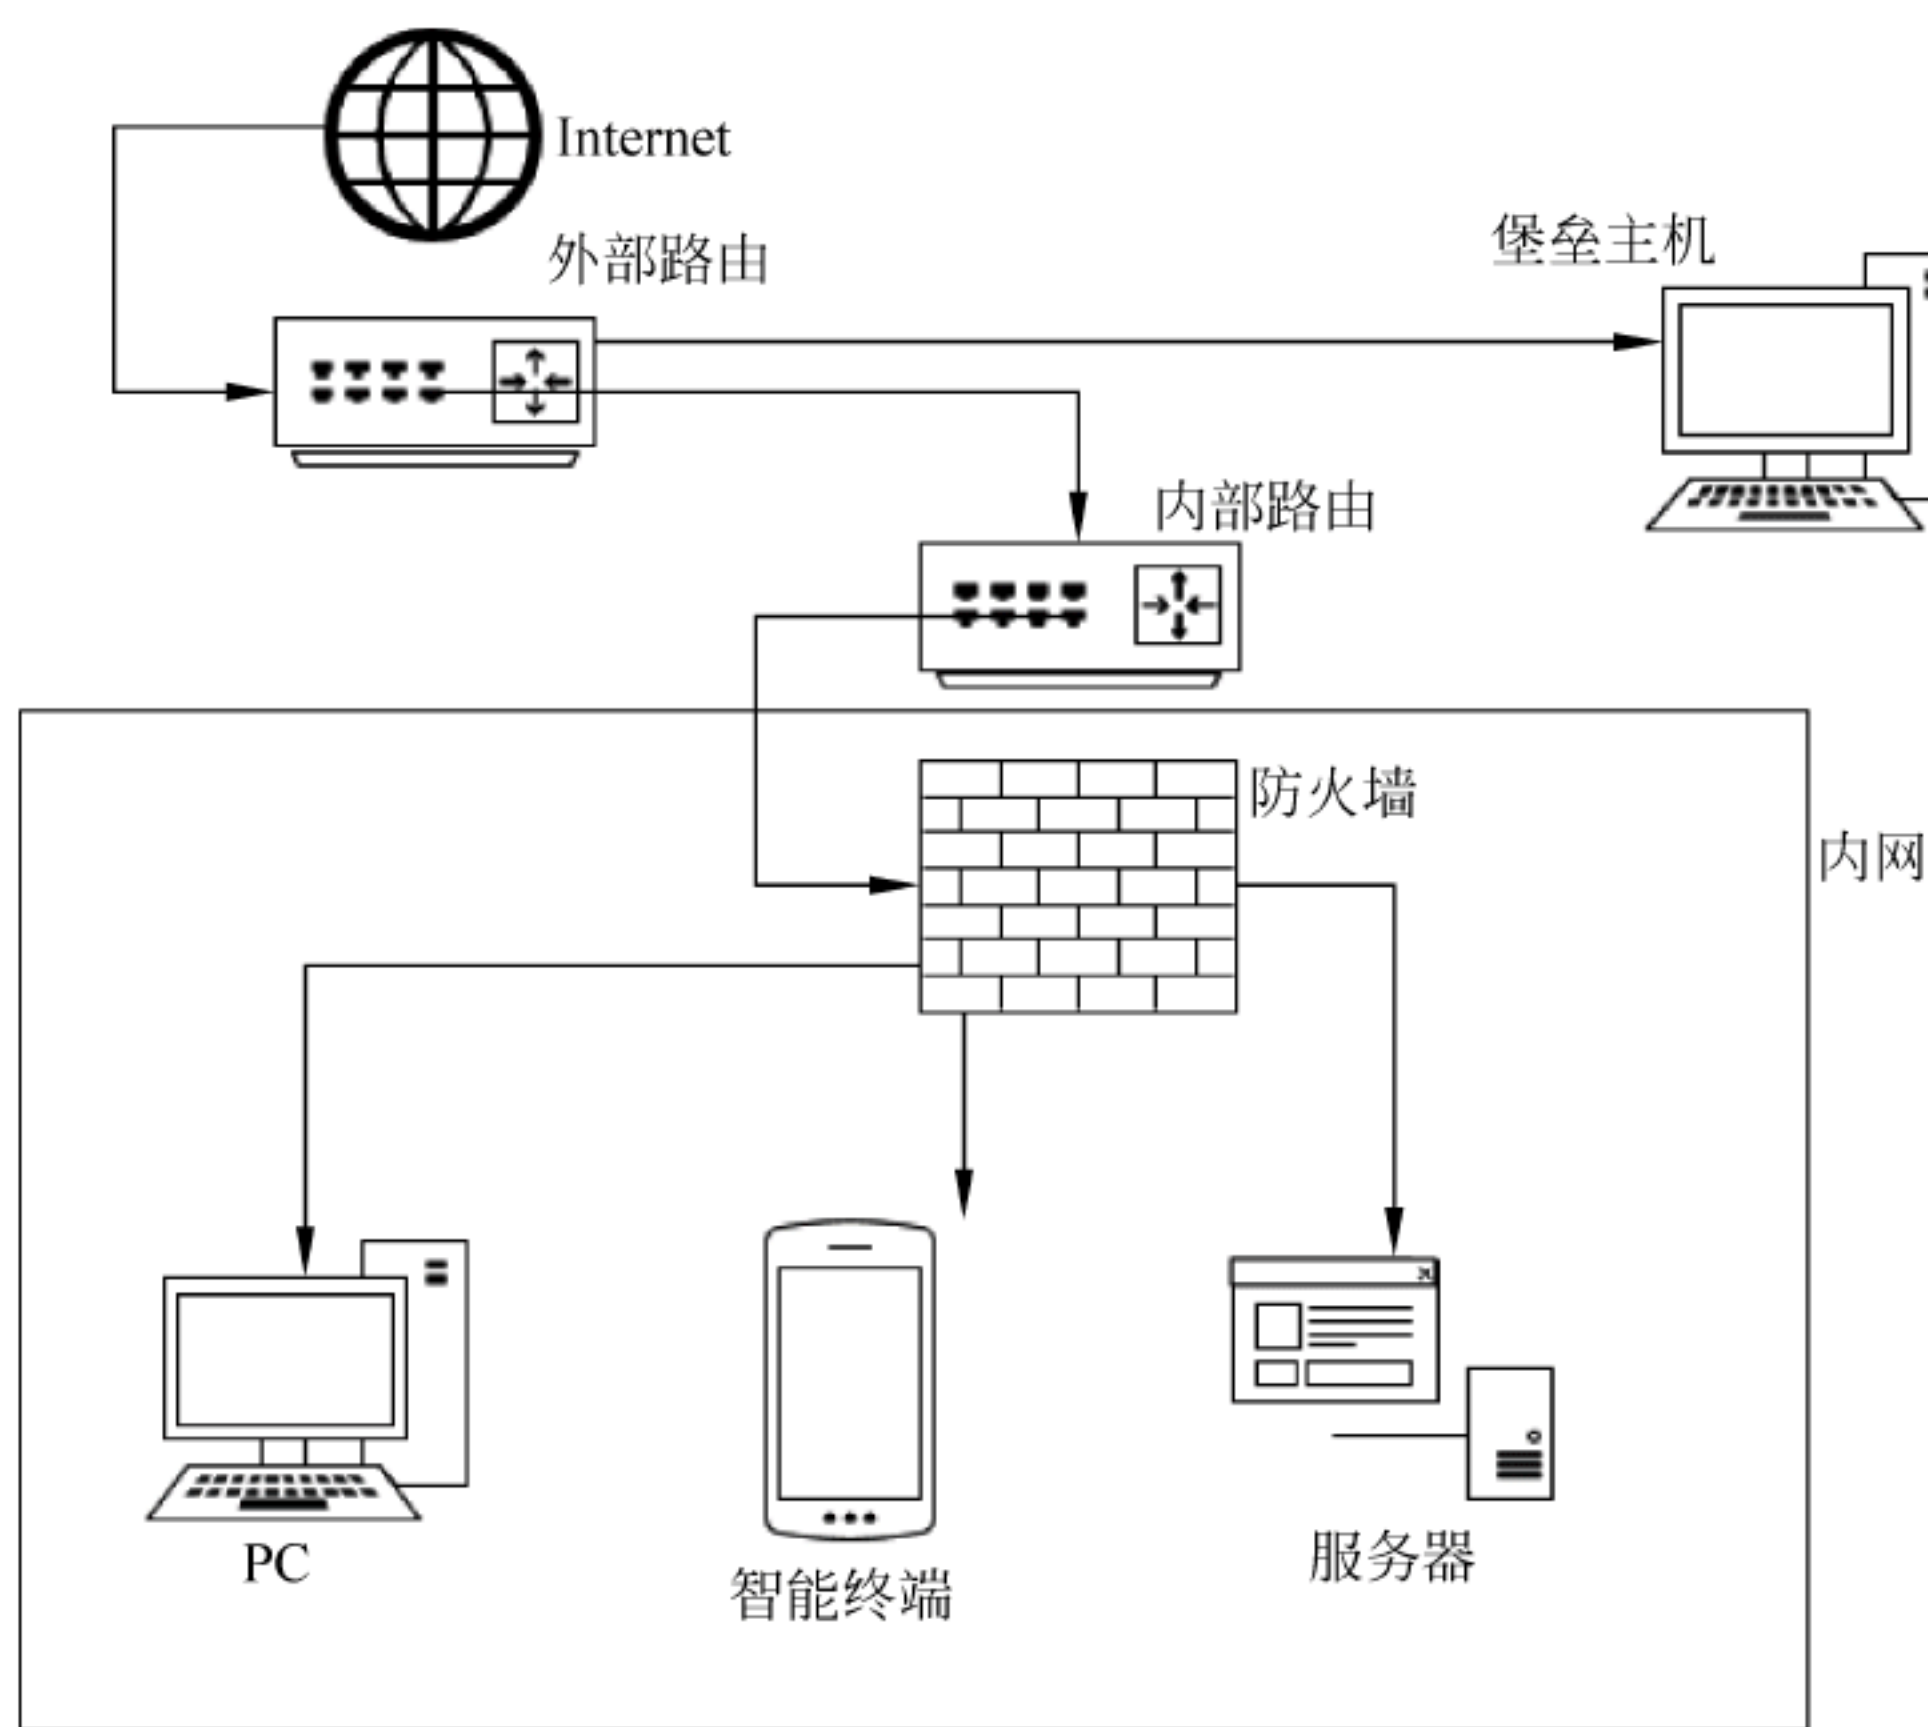 Internet
外部路由
堡垒主机
内部路由
防火墙
内网
PC
智能终端
服务器